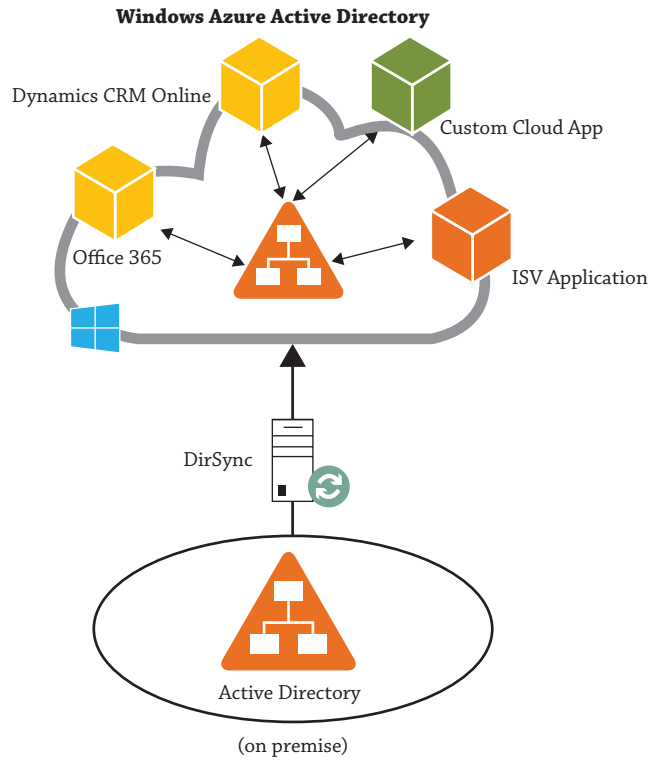 Windows Azure Active Directory
Dynamics CRM Online
Custom Cloud App
Office 365
ISV Application
DirSync
Active Directory
(on premise)